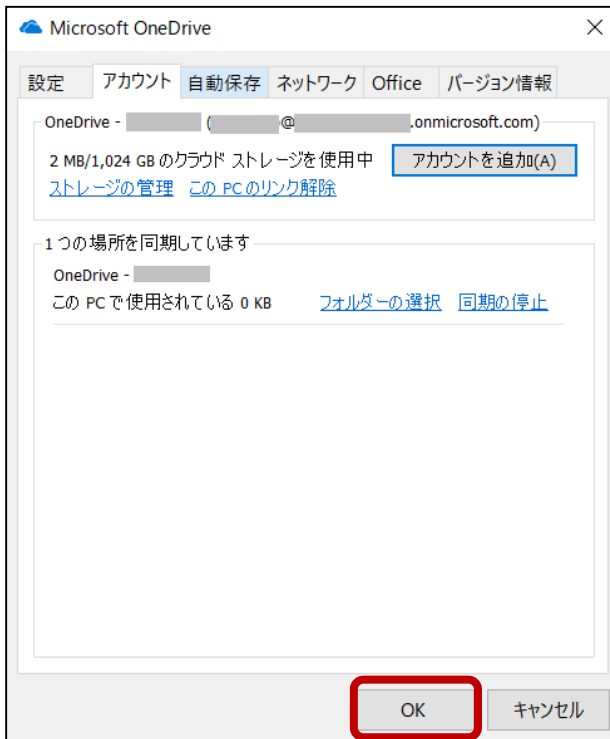 Microsoft OneDrive
設定 アカウント 自動保存 ネットワーク Office バージョン情報
OneDrive - ( @ .onmicrosoft.com)
2 MB/1,024 GB のクラウド ストレージを使用中 アカウントを追加(A)
ストレージの管理 この PC のリンク解除
1 つの場所を同期しています
OneDrive -
この PC で使用されている 0 KB フォルダーの選択 同期の停止
OK キャンセル